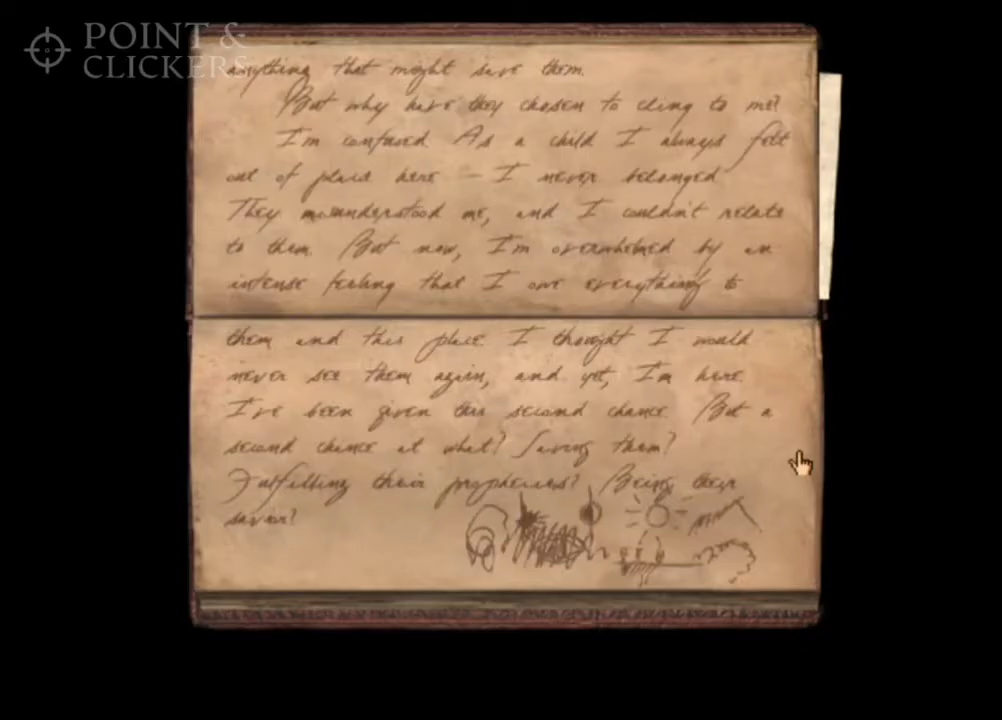 POINT &
CLICKERS
anything that might save them.
But why have they chosen to cling to me?
I'm confused. As a child I always felt
out of place here — I never belonged.
They misunderstood me, and I couldn't relate
to them. But now, I'm overwhelmed by an
intense feeling that I owe everything to
them and this place. I thought I would
never see them again, and yet, I'm here.
I've been given this second chance. But a
second chance at what? Saving them?
Fulfilling their prophecies? Being their
savior?